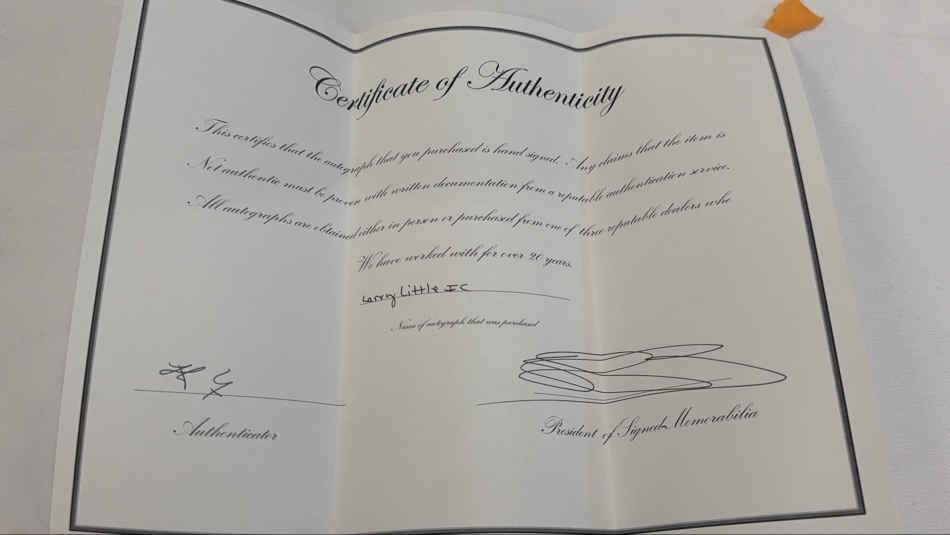 Certificate of Authenticity
This certifies that the autograph that you purchased is hand signed. Any claims that the item is
Not authentic must be proven with written documentation from a reputable authentication service.
All autographs are obtained either in person or purchased from one of three reputable dealers who
We have worked with for over 20 years.
Larry Little IC
Name of autograph that was purchased
Authenticator
President of Signed Memorabilia